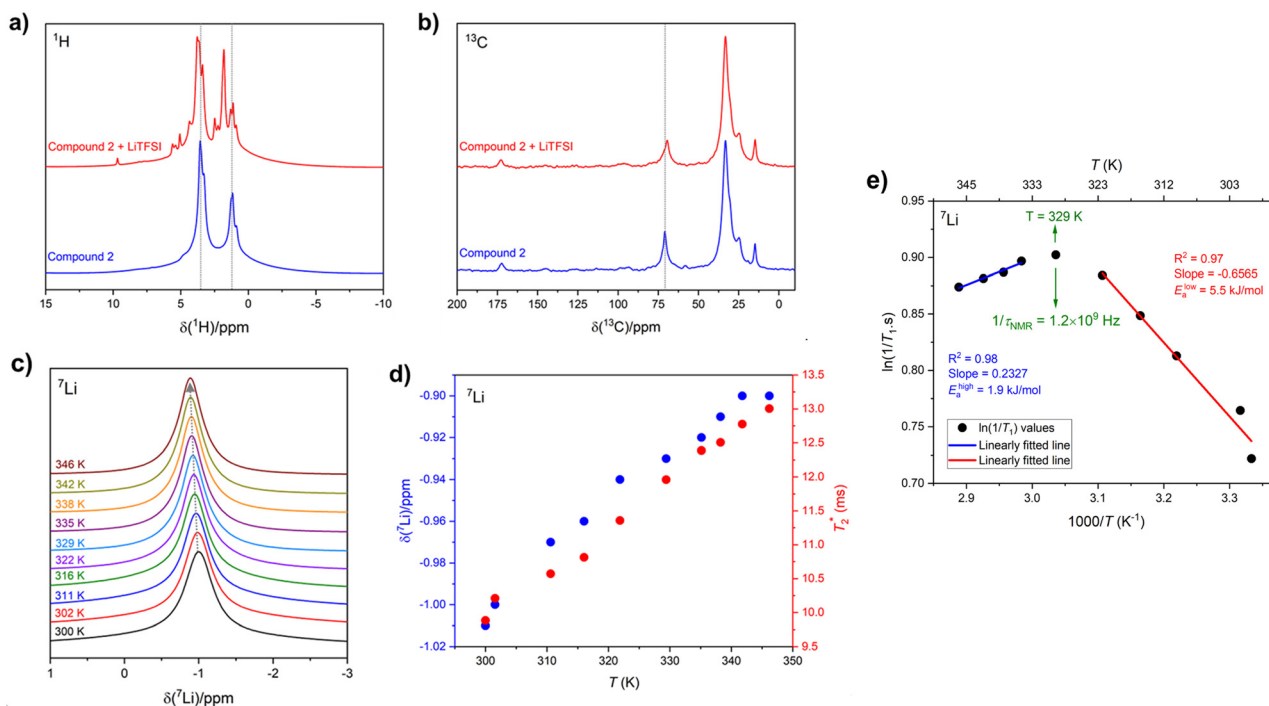 a)
¹H
Compound 2 + LiTFSI
Compound 2
15 10 5 0 -5 -10
δ(¹H)/ppm
b)
¹³C
Compound 2 + LiTFSI
Compound 2
200 175 150 125 100 75 50 25 0
δ(¹³C)/ppm
c)
⁷Li
346 K
342 K
338 K
335 K
329 K
322 K
316 K
311 K
302 K
300 K
1 0 -1 -2 -3
δ(⁷Li)/ppm
d)
⁷Li
-0.90
-0.92
-0.94
-0.96
-0.98
-1.00
-1.02
δ(⁷Li)/ppm
13.5
13.0
12.5
12.0
11.5
11.0
10.5
10.0
9.5
T₂* (ms)
300 310 320 330 340 350
T (K)
e)
T (K)
345 333 323 312 303
⁷Li
T = 329 K
1/τNMR = 1.2×10⁹ Hz
R² = 0.97
Slope = -0.6565
Eₐˡᵒʷ = 5.5 kJ/mol
R² = 0.98
Slope = 0.2327
Eₐʰⁱᵍʰ = 1.9 kJ/mol
ln(1/T₁) values
Linearly fitted line
Linearly fitted line
0.95
0.90
0.85
0.80
0.75
0.70
ln(1/T₁.s)
2.9 3.0 3.1 3.2 3.3
1000/T (K⁻¹)